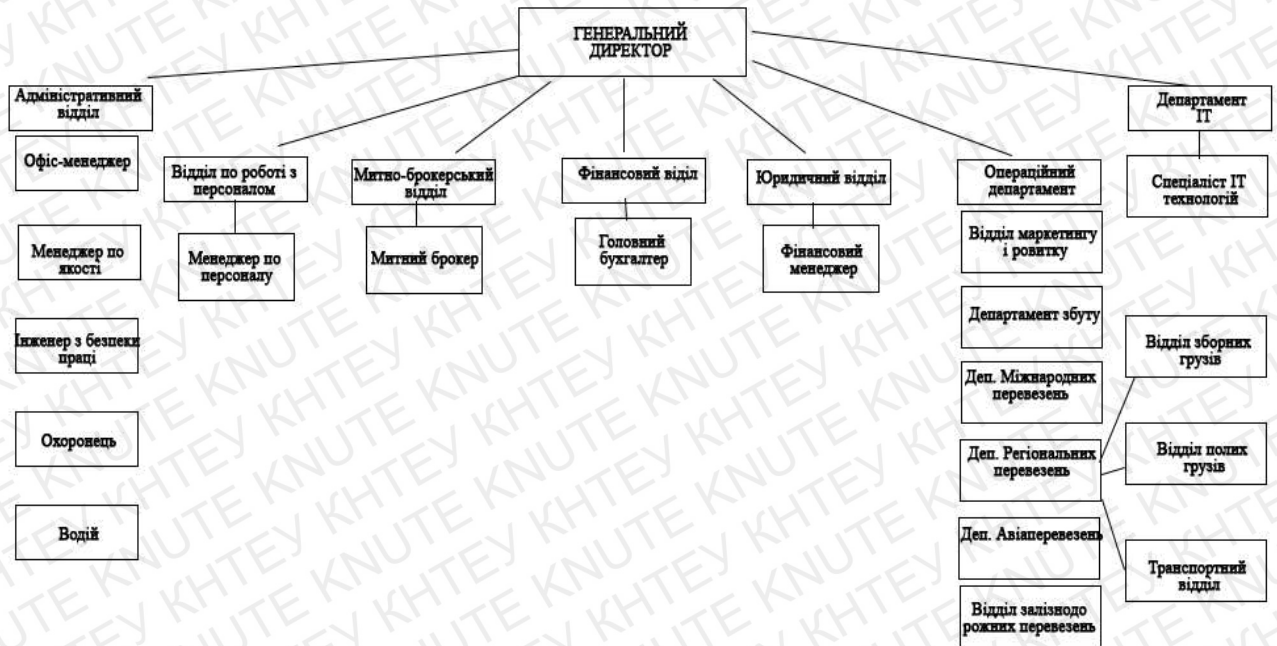 ГЕНЕРАЛЬНИЙ
ДИРЕКТОР
Адміністративний
відділ
Офіс-менеджер
Менеджер по
якості
Інженер з безпеки
праці
Охоронець
Водій
Відділ по роботі з
персоналом
Менеджер по
персоналу
Митно-брокерський
відділ
Митний брокер
Фінансовий віділ
Головний
бухгалтер
Юридичний відділ
Фінансовий
менеджер
Операційний
департамент
Відділ маркетингу
і ровитку
Департамент збуту
Деп. Міжнародних
перевезень
Деп. Регіональних
перевезень
Деп. Авіаперевезень
Відділ залізнодо
рожних перевезень
Департамент
ІТ
Спеціаліст ІТ
технологій
Відділ зборних
грузів
Відділ полих
грузів
Транспортний
відділ